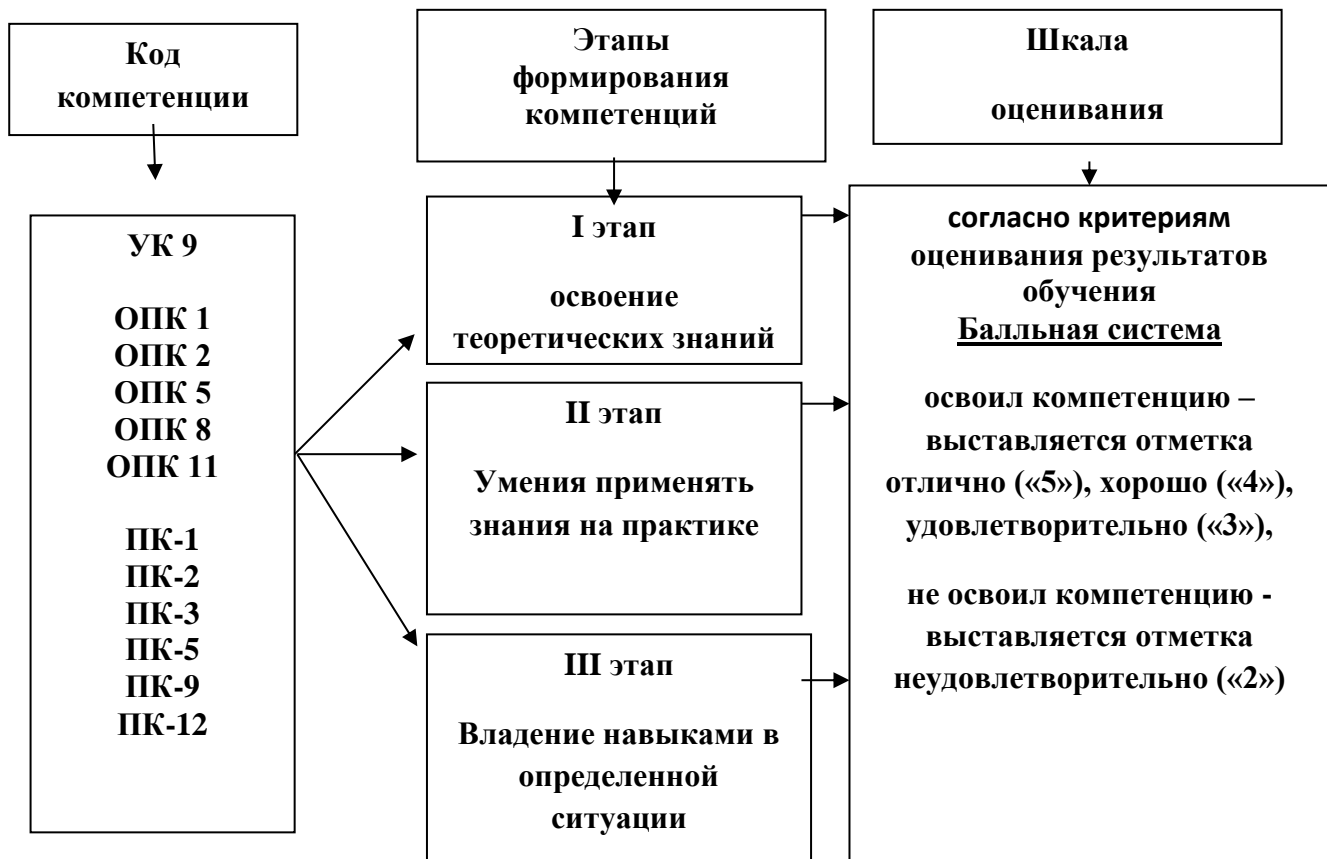 Код
компетенции
Этапы
формирования
компетенций
Шкала
оценивания
УК 9
ОПК 1
ОПК 2
ОПК 5
ОПК 8
ОПК 11
ПК-1
ПК-2
ПК-3
ПК-5
ПК-9
ПК-12
I этап
освоение
теоретических знаний
II этап
Умения применять
знания на практике
III этап
Владение навыками в
определенной
ситуации
согласно критериям
оценивания результатов
обучения
Балльная система
освоил компетенцию –
выставляется отметка
отлично («5»), хорошо («4»),
удовлетворительно («3»),
не освоил компетенцию -
выставляется отметка
неудовлетворительно («2»)